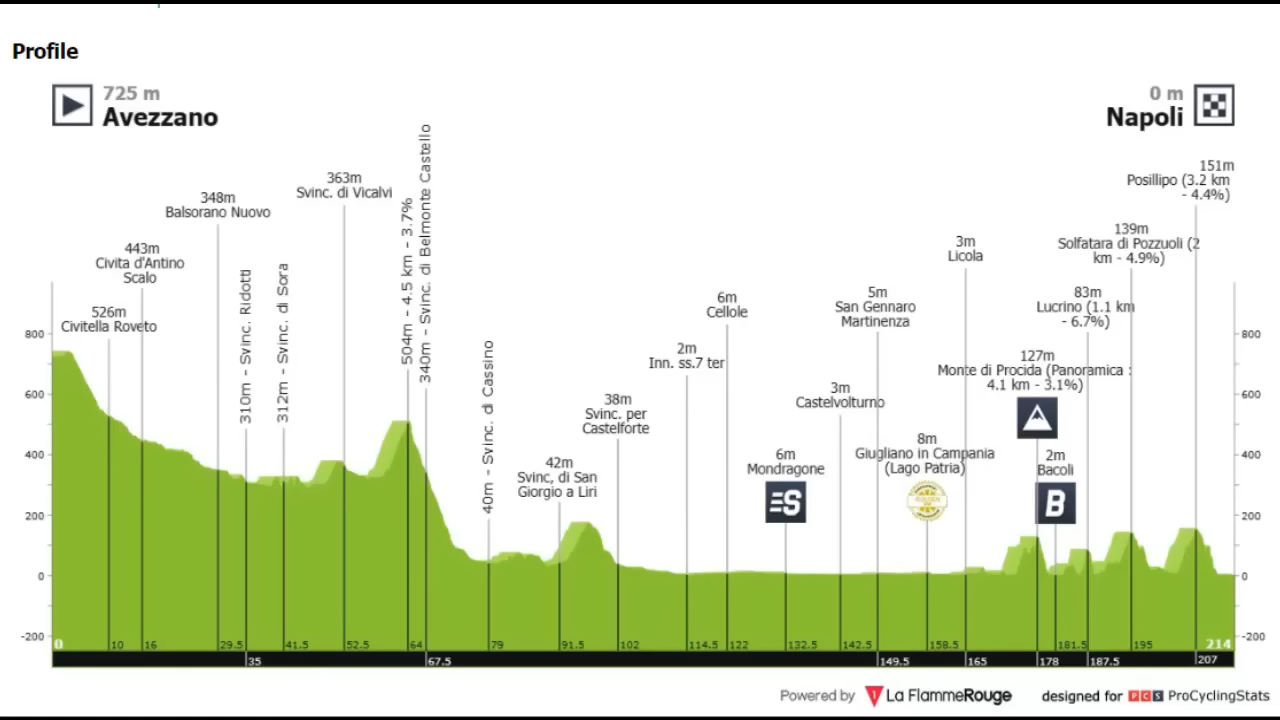 Profile
725 m
Avezzano
0 m
Napoli
526m
Civitella Roveto
443m
Civita d'Antino
Scalo
348m
Balsorano Nuovo
310m - Svinc. Ridotti
312m - Svinc. di Sora
363m
Svinc. di Vicalvi
504m - 4.5 km - 3.7%
340m - Svinc. di Belmonte Castello
40m - Svinc. di Cassino
42m
Svinc, di San
Giorgio a Liri
38m
Svinc. per
Castelforte
2m
Inn. ss.7 ter
6m
Cellole
6m
Mondragone
S
3m
Castelvolturno
5m
San Gennaro
Martinenza
8m
Giugliano in Campania
(Lago Patria)
3m
Licola
127m
Monte di Procida (Panoramica :
4.1 km - 3.1%)
2m
Bacoli
B
83m
Lucrino (1.1 km
- 6.7%)
139m
Solfatara di Pozzuoli (2
km - 4.9%)
151m
Posillipo (3.2 km
- 4.4%)
800
600
400
200
0
-200
800
600
400
200
0
-200
0
10
16
29.5
35
41.5
52.5
64
67.5
79
91.5
102
114.5
122
132.5
142.5
149.5
158.5
165
178
181.5
187.5
195
207
214
Powered by La FlammeRouge designed for PCS ProCyclingStats